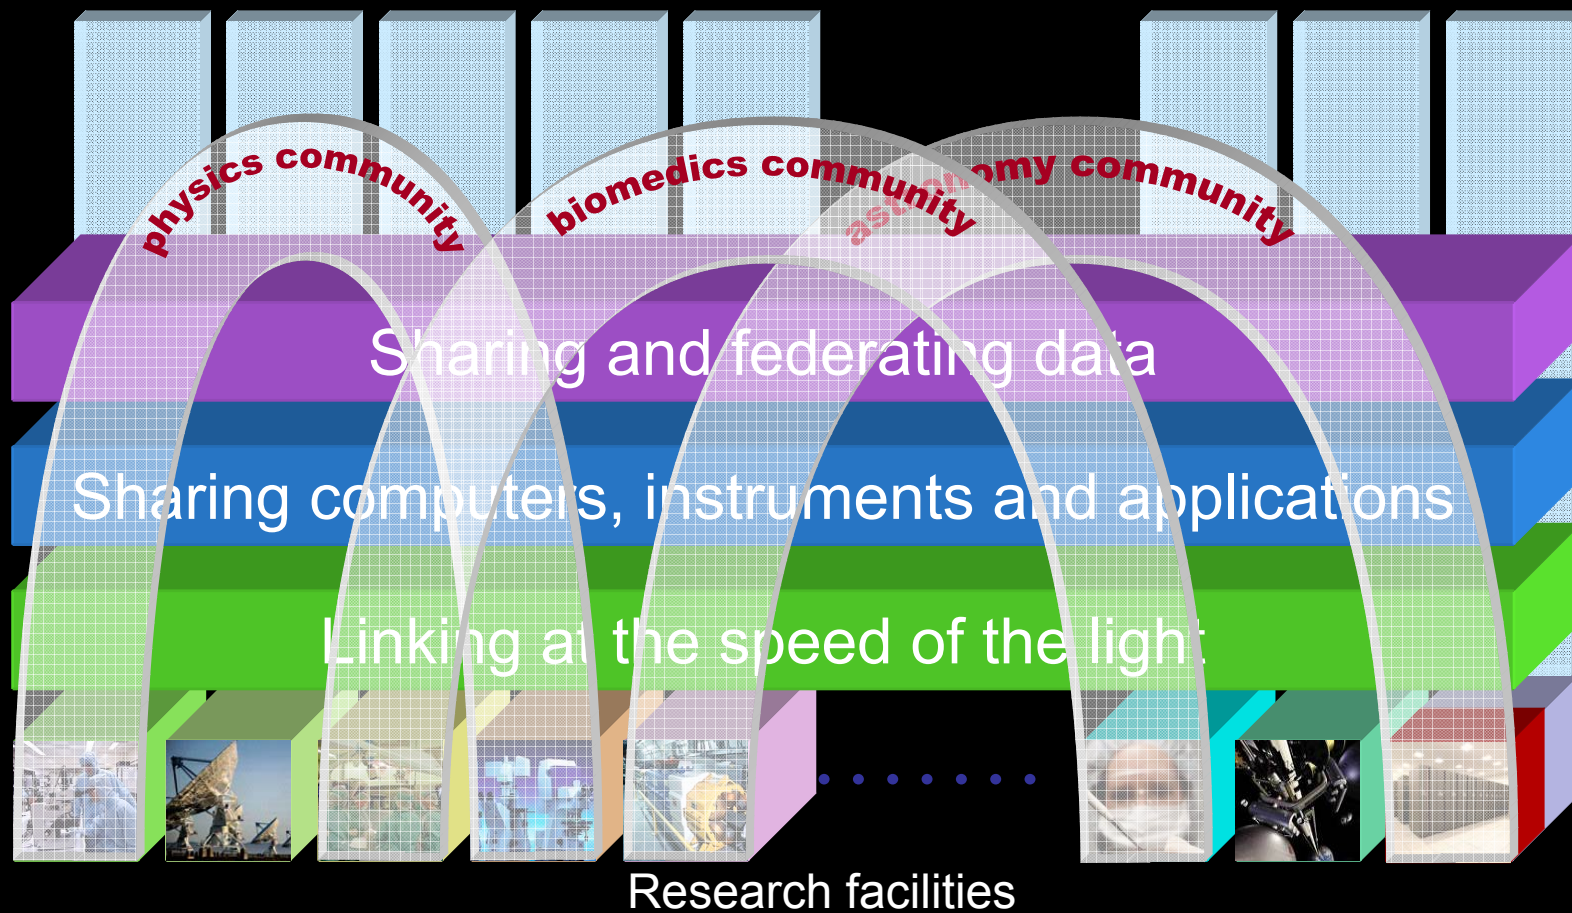 physics community
biomedics community
astronomy community
Sharing and federating data
Sharing computers, instruments and applications
Linking at the speed of the light
Research facilities